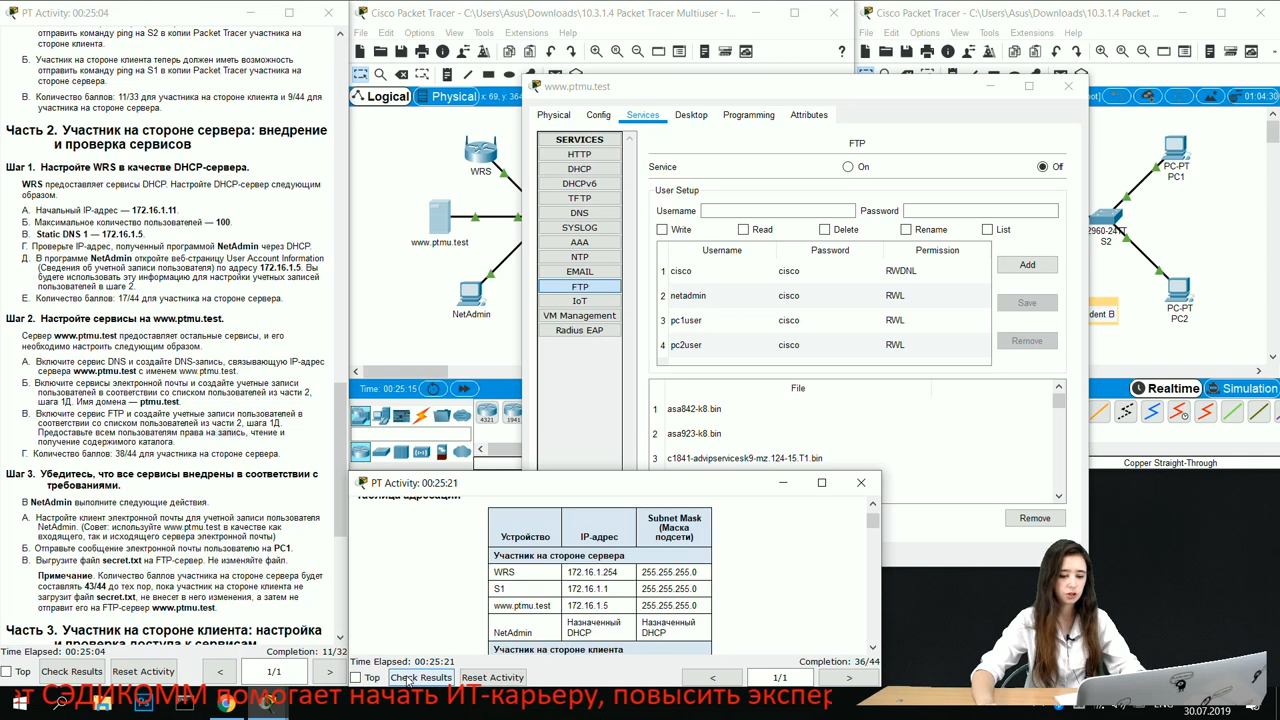 PT Activity: 00:25:04
отправить команду ping на S2 в копии Packet Tracer участника на
стороне клиента.
Б. Участник на стороне клиента теперь должен иметь возможность
отправить команду ping на S1 в копии Packet Tracer участника на стороне
сервера.
В. Количество баллов: 11/33 для участника на стороне клиента и 9/44 для
участника на стороне сервера.
Часть 2. Участник на стороне сервера: внедрение
и проверка сервисов
Шаг 1. Настройте WRS в качестве DHCP-сервера.
WRS предоставляет сервисы DHCP. Настройте DHCP-сервер следующим
образом.
А. Начальный IP-адрес — 172.16.1.11.
Б. Максимальное количество пользователей — 100.
В. Static DNS 1 — 172.16.1.5.
Г. Проверьте IP-адрес, полученный программой NetAdmin через DHCP.
Д. В программе NetAdmin откройте веб-страницу User Account Information
(Сведения об учетных записях пользователя) по адресу 172.16.1.5. Вы
будете использовать эту информацию для настройки учетных записей
пользователей в шаге 2.
Е. Количество баллов: 17/44 для участника на стороне сервера.
Шаг 2. Настройте сервисы на www.ptmu.test.
Сервер www.ptmu.test предоставляет остальные сервисы, и его
необходимо настроить следующим образом.
А. Включите сервис DNS и создайте DNS-запись, связывающую IP-адрес
сервера www.ptmu.test с именем www.ptmu.test.
Б. Включите сервисы электронной почты и создайте учетные записи
пользователей в соответствии со списком пользователей из части 2,
шага 1Д. Имя домена — ptmu.test.
В. Включите сервис FTP и создайте учетные записи пользователей в
соответствии со списком пользователей из части 2, шага 1Д.
Предоставьте всем пользователям права на запись, чтение и
получение содержимого каталога.
Г. Количество баллов: 38/44 для участника на стороне сервера.
Шаг 3. Убедитесь, что все сервисы внедрены в соответствии с
требованиями.
В NetAdmin выполните следующие действия.
А. Настройте клиент электронной почты для учетной записи пользователя
NetAdmin. (Совет: используйте www.ptmu.test в качестве как
входящего, так и исходящего сервера электронной почты)
Б. Отправьте сообщение электронной почты пользователю на PC1.
В. Выгрузите файл secret.txt на FTP-сервер. Не изменяйте файл.
Примечание. Количество баллов участника на стороне сервера будет
составлять 43/44 до тех пор, пока участник на стороне клиента не
загрузит файл secret.txt, не внесет в него изменения, а затем не
отправит его на FTP-сервер www.ptmu.test.
Часть 3. Участник на стороне клиента: настройка
и проверка доступа к сервисам
Time Elapsed: 00:25:04
Completion: 11/32
Top
Check Results
Reset Activity
<
1/1
>
Cisco Packet Tracer - C:\Users\Asus\Downloads\10.3.1.4 Packet Tracer Multiuser - I...
File Edit Options View Tools Extensions Help
Logical
Physical
x: 69, y: 364
WRS
www.ptmu.test
NetAdmin
Time: 00:25:15
4321
1941
Cisco Packet Tracer - C:\Users\Asus\Downloads\10.3.1.4 Packet ...
File Edit Options View Tools Extensions Help
01:04:30
PC-PT
PC1
2960-24TT
S2
PC-PT
PC2
dent B
Realtime
Simulation
Copper Straight-Through
www.ptmu.test
Physical Config Services Desktop Programming Attributes
SERVICES
HTTP
DHCP
DHCPv6
TFTP
DNS
SYSLOG
AAA
NTP
EMAIL
FTP
IoT
VM Management
Radius EAP
FTP
Service On Off
User Setup
Username Password
Write Read Delete Rename List
Username Password Permission
1 cisco cisco RWDNL
2 netadmin cisco RWL
3 pc1user cisco RWL
4 pc2user cisco RWL
Add
Save
Remove
File
1 asa842-k8.bin
2 asa923-k8.bin
3 c1841-advipservicesk9-mz.124-15.T1.bin
Remove
PT Activity: 00:25:21
Таблица адресации
Устройство IP-адрес Subnet Mask (Маска подсети)
Участник на стороне сервера
WRS 172.16.1.254 255.255.255.0
S1 172.16.1.1 255.255.255.0
www.ptmu.test 172.16.1.5 255.255.255.0
NetAdmin Назначенный DHCP Назначенный DHCP
Участник на стороне клиента
Time Elapsed: 00:25:21
Completion: 36/44
Top
Check Results
Reset Activity
<
1/1
>
т СЭДИКОММ помогает начать ИТ-карьеру, повысить экспер
30.07.2019